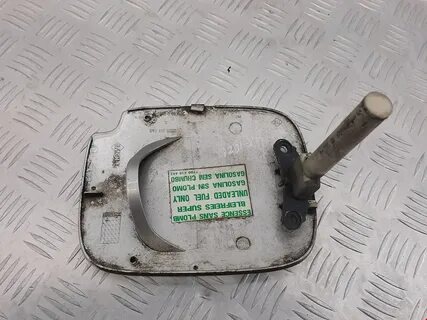 ESSENCE SANS PLOMB
BLEIFREIES SUPER
UNLEADED FUEL ONLY
GASOLINA SIN PLOMO
GASOLINA SEM CHUMBO